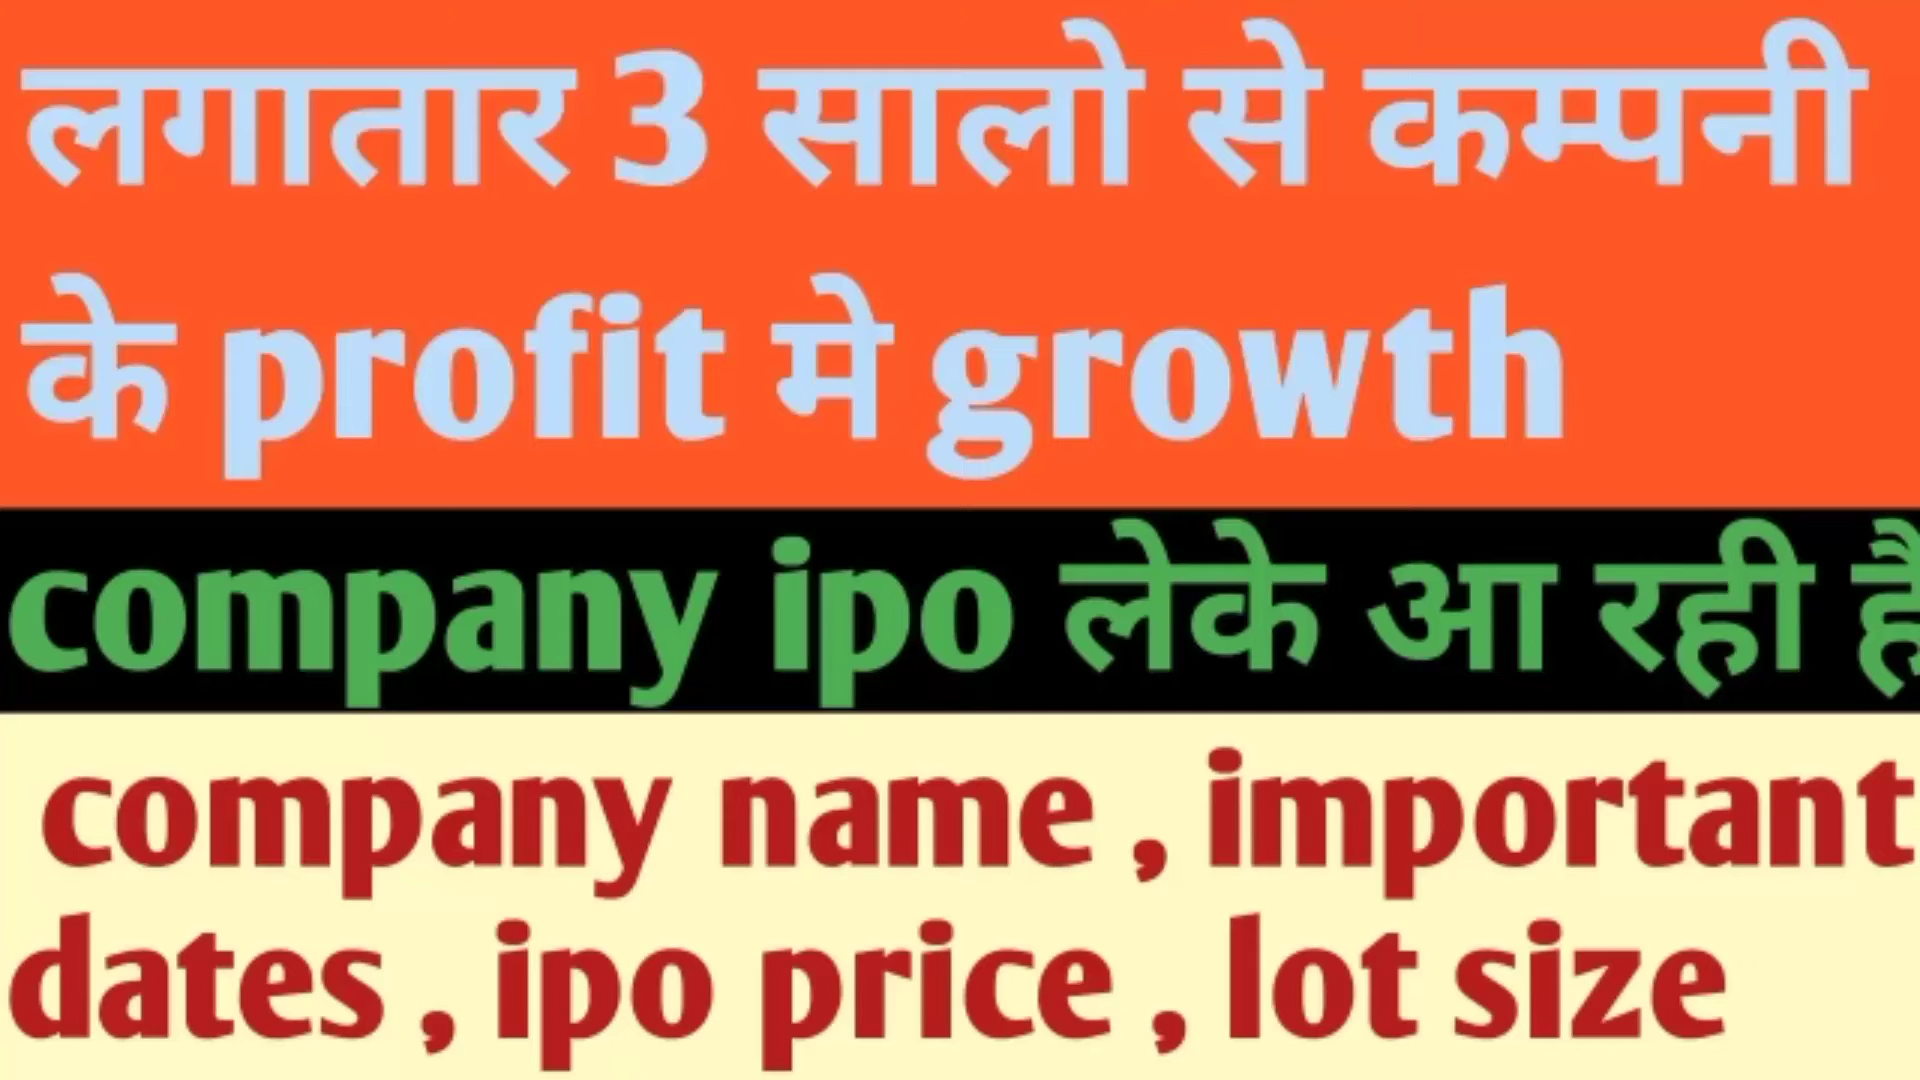 लगातार 3 सालो से कम्पनी
के profit मे growth
company ipo लेके आ रही है
company name , important
dates , ipo price , lot size